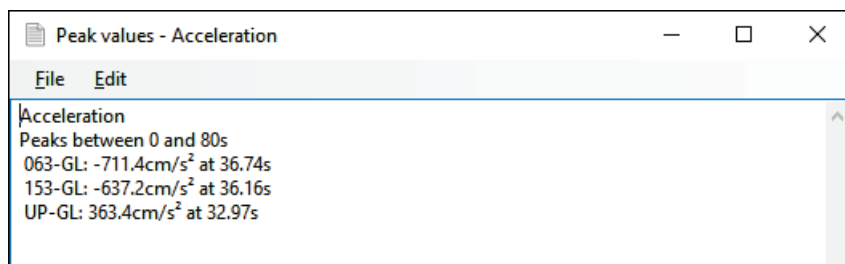 Peak values - Acceleration
File Edit
Acceleration
Peaks between 0 and 80s
063-GL: -711.4cm/s² at 36.74s
153-GL: -637.2cm/s² at 36.16s
UP-GL: 363.4cm/s² at 32.97s